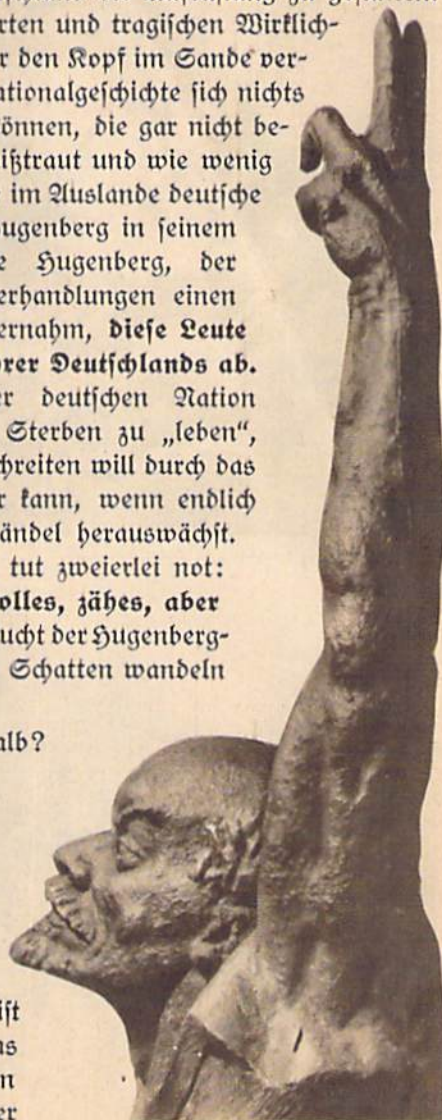 rten und tragischen Wirklich-
r den Kopf im Sande ver-
ationalgeschichte sich nichts
önnen, die gar nicht be-
ißtraut und wie wenig
im Auslande deutsche
ugenberg in seinem
e Hugenberg, der
erhandlungen einen
ernahm, diese Leute
hrer Deutschlands ab.
er deutschen Nation
Sterben zu „leben“,
chreiten will durch das
r kann, wenn endlich
ändel herauswächst.
tut zweierlei not:
olles, zähes, aber
ucht der Hugenberg-
Schatten wandeln
alb?
ist
as
n
er